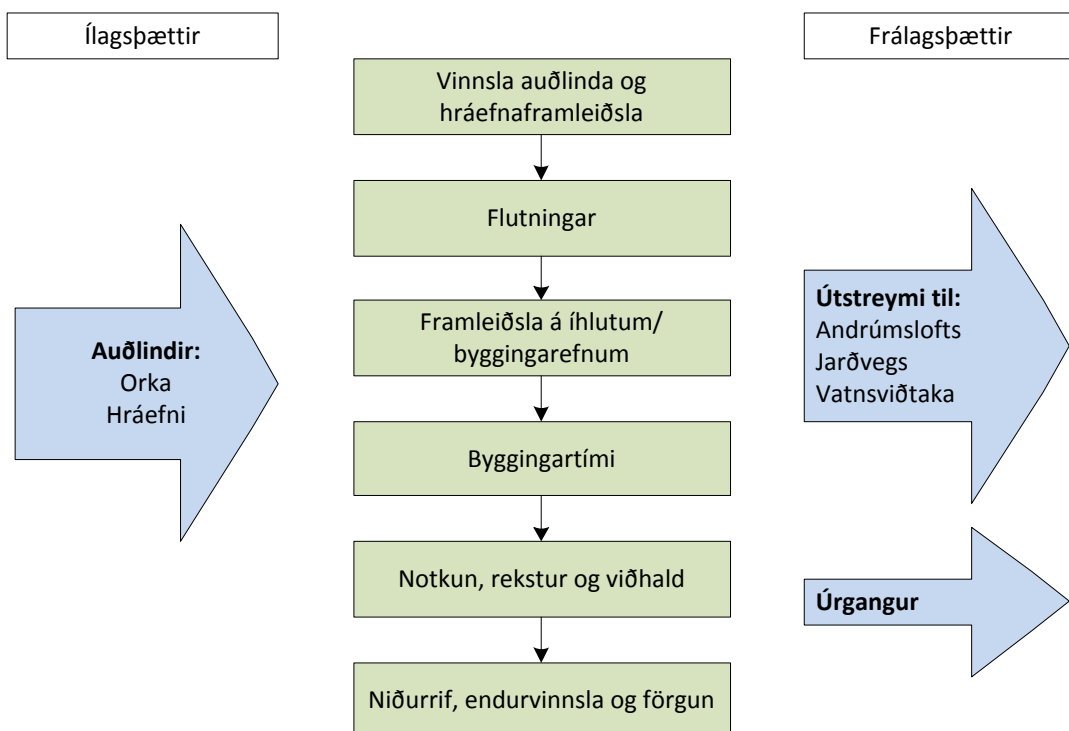 Ílagsþættir
Frálagsþættir
Vinnsla auðlinda og
hráefnaframleiðsla
Flutningar
Framleiðsla á íhlutum/
byggingarefnum
Byggingartími
Notkun, rekstur og viðhald
Niðurrif, endurvinnsla og förgun
Auðlindir:
Orka
Hráefni
Útstreymi til:
Andrúmslofts
Jarðvegs
Vatnsviðtaka
Úrgangur